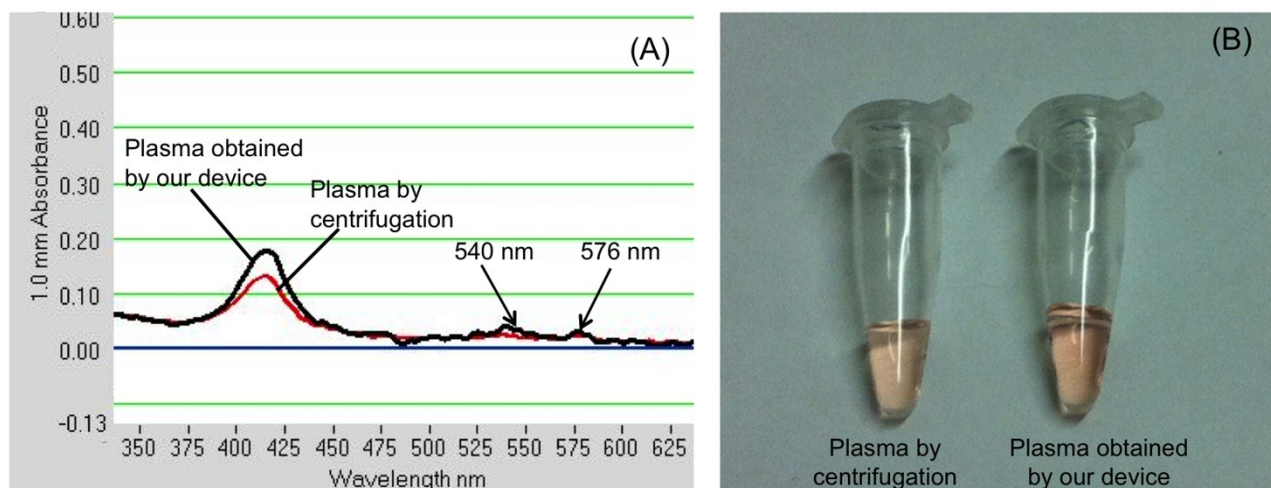 (A)
0.60
0.50
0.40
0.30
0.20
0.10
0.00
-0.13
1.0 mm Absorbance
Plasma obtained
by our device
Plasma by
centrifugation
540 nm
576 nm
350 375 400 425 450 475 500 525 550 575 600 625
Wavelength nm
(B)
Plasma by
centrifugation
Plasma obtained
by our device